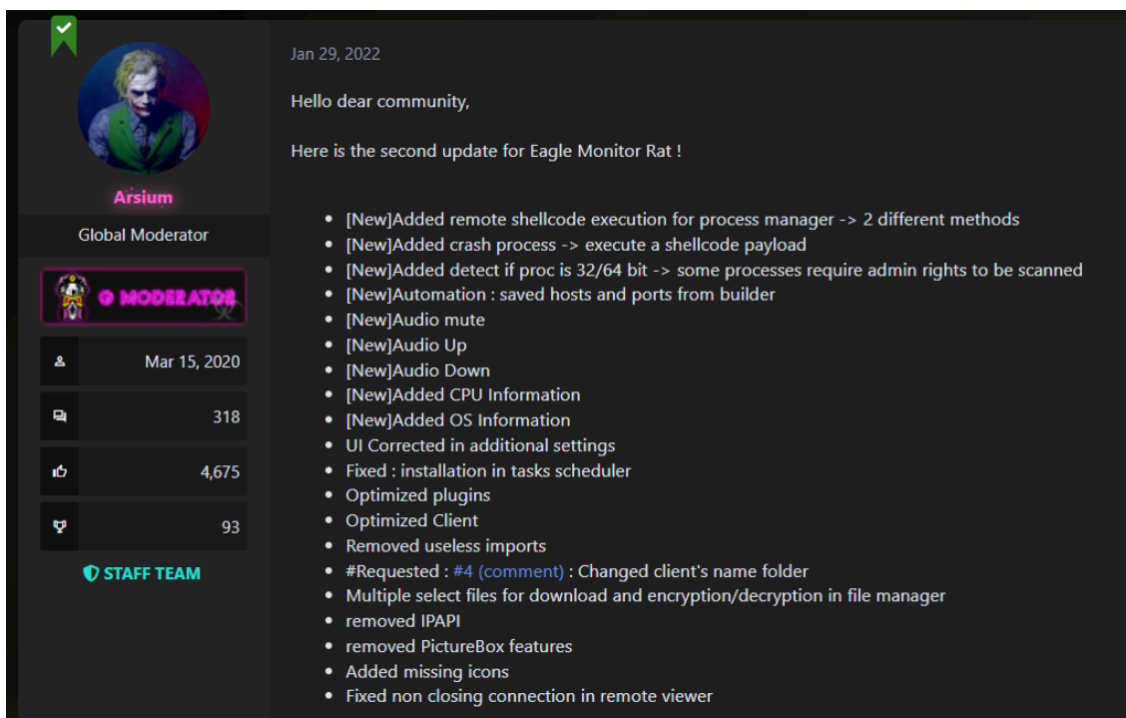 Jan 29, 2022
Hello dear community,
Here is the second update for Eagle Monitor Rat !
Arsium
Global Moderator
MODERATOR
Mar 15, 2020
318
4,675
93
STAFF TEAM
• [New]Added remote shellcode execution for process manager -> 2 different methods
• [New]Added crash process -> execute a shellcode payload
• [New]Added detect if proc is 32/64 bit -> some processes require admin rights to be scanned
• [New]Automation : saved hosts and ports from builder
• [New]Audio mute
• [New]Audio Up
• [New]Audio Down
• [New]Added CPU Information
• [New]Added OS Information
• UI Corrected in additional settings
• Fixed : installation in tasks scheduler
• Optimized plugins
• Optimized Client
• Removed useless imports
• #Requested : #4 (comment) : Changed client's name folder
• Multiple select files for download and encryption/decryption in file manager
• removed IPAPI
• removed PictureBox features
• Added missing icons
• Fixed non closing connection in remote viewer